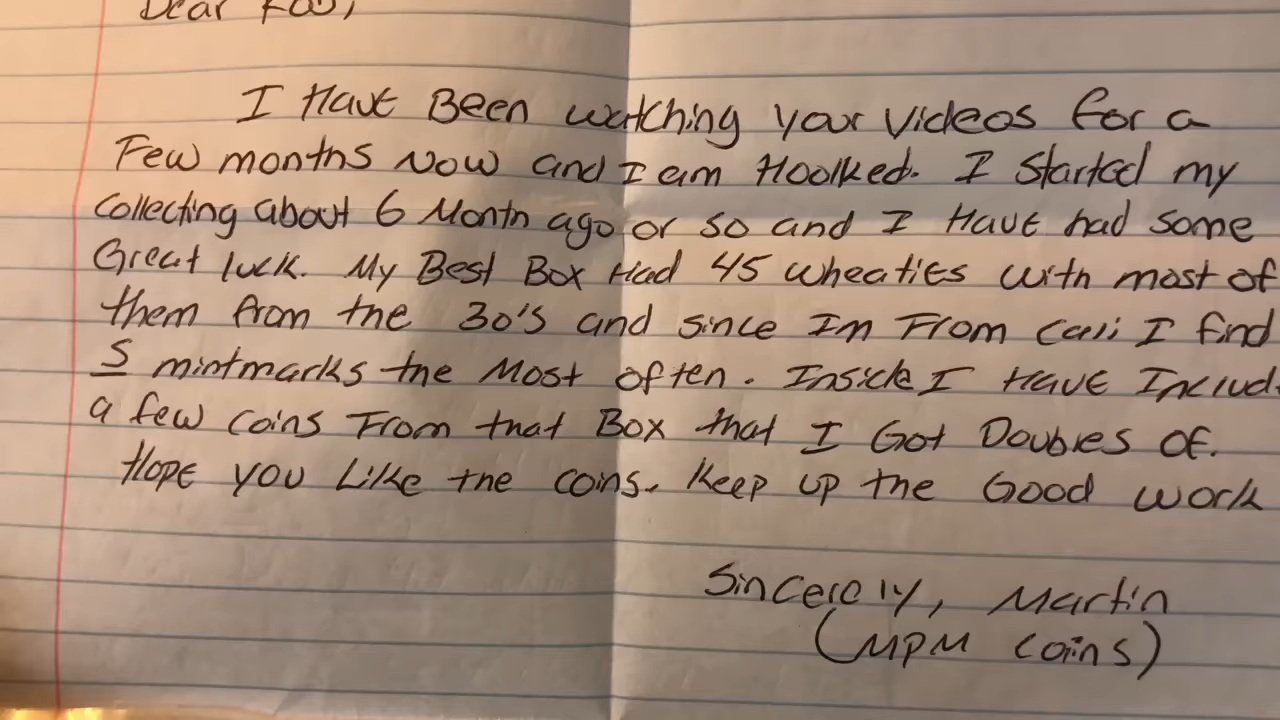 Dear Rob,
I Have Been watching your videos for a
Few months now and I am Hoolked. I Started my
collecting about 6 Month ago or so and I Have had some
Great luck. My Best Box Had 45 wheaties with most of
them from the 30's and since Im From Cali I find
S mintmarks the Most often. Inside I Have Includ
a few coins From that Box that I Got Doubles of.
Hope you Like the coins. Keep up the Good work
Sincerely, Martin
(MPM coins)